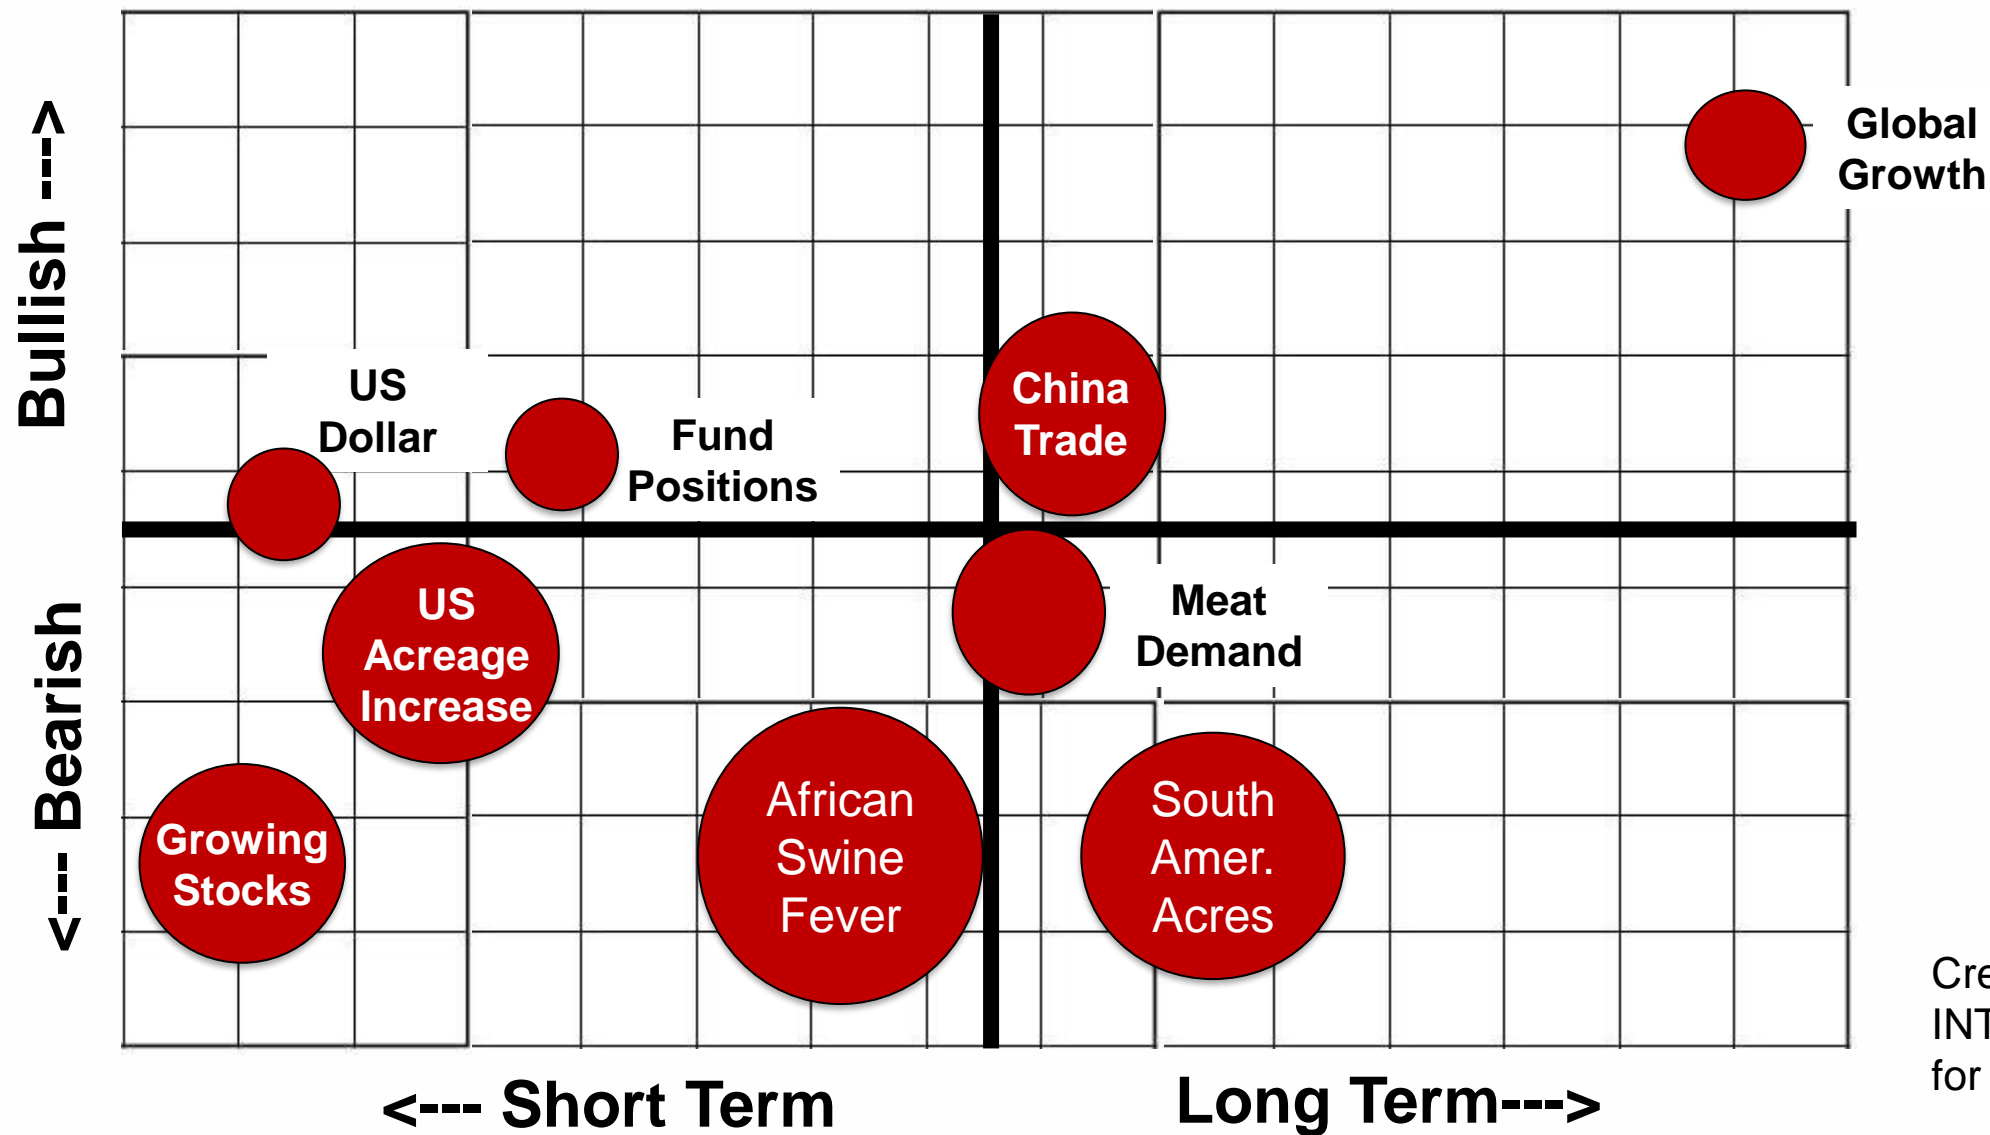 Bullish --->
<--- Bearish
Global
Growth
US
Dollar
Fund
Positions
China
Trade
US
Acreage
Increase
Meat
Demand
Growing
Stocks
African
Swine
Fever
South
Amer.
Acres
<--- Short Term
Long Term--->
for